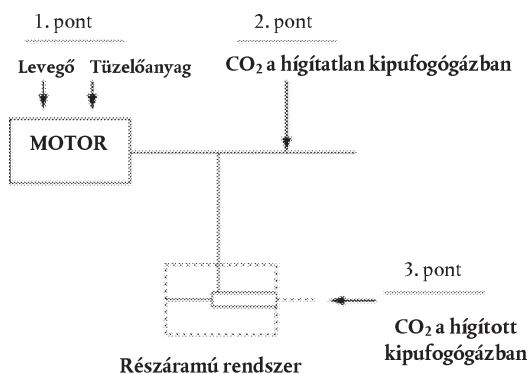 1. pont
2. pont
Levegő Tüzelőanyag
CO₂ a hígítatlan kipufogógázban
MOTOR
3. pont
CO₂ a hígított
kipufogógázban
Részáramú rendszer